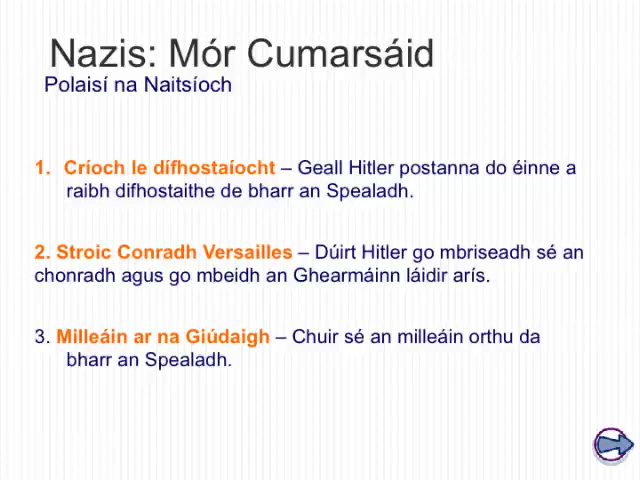 Nazis: Mór Cumarsáid
Polaisí na Naitsíoch
1. Críoch le dífhostaíocht – Geall Hitler postanna do éinne a
raibh difhostaithe de bharr an Spealadh.
2. Stroic Conradh Versailles – Dúirt Hitler go mbriseadh sé an
chonradh agus go mbeidh an Ghearmáinn láidir arís.
3. Milleáin ar na Giúdaigh – Chuir sé an milleáin orthu da
bharr an Spealadh.